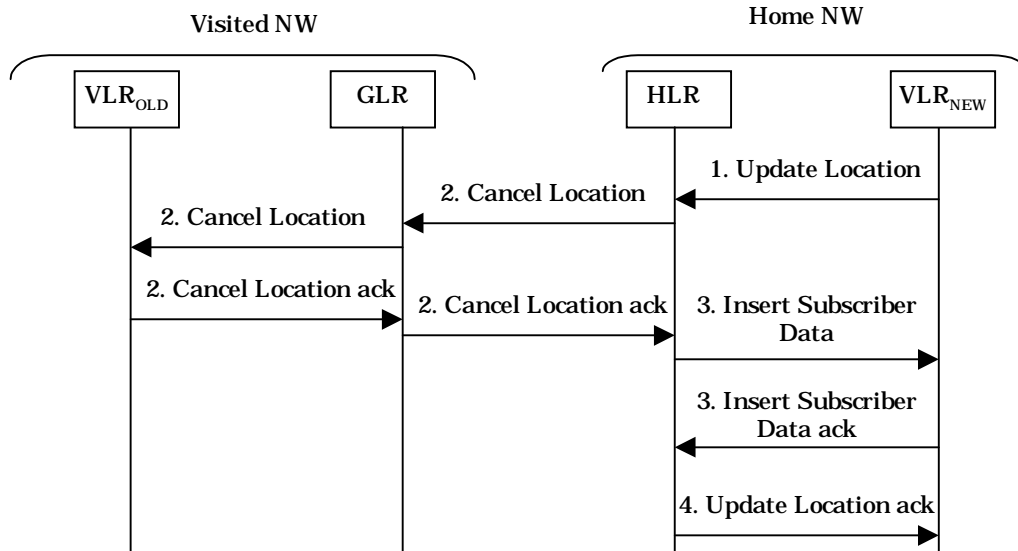 Visited NW
Home NW
VLR_OLD
GLR
HLR
VLR_NEW
1. Update Location
2. Cancel Location
2. Cancel Location
2. Cancel Location ack
2. Cancel Location ack
3. Insert Subscriber
Data
3. Insert Subscriber
Data ack
4. Update Location ack